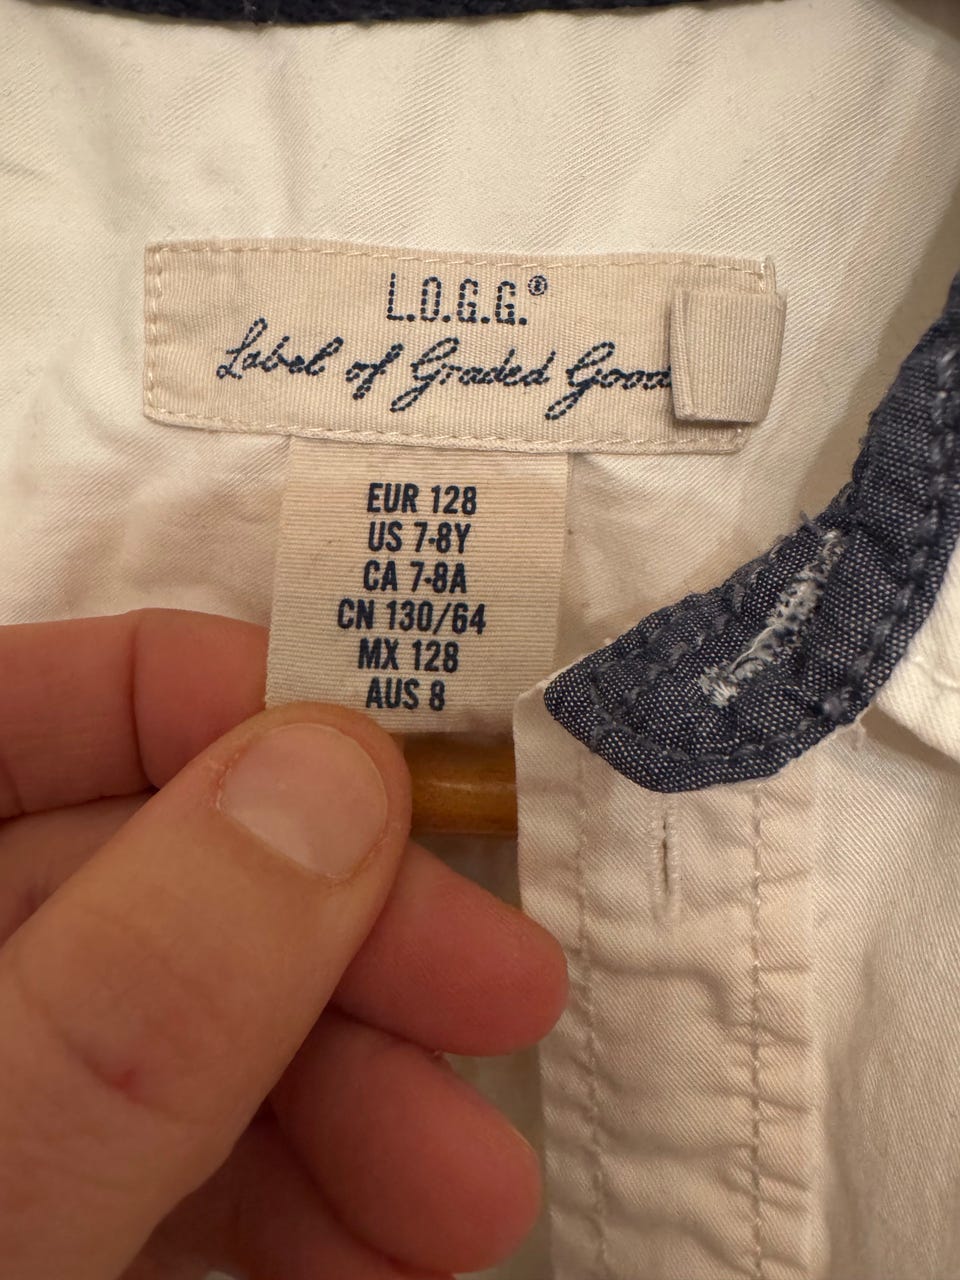 L.O.G.G.®
Label of Graded Good
EUR 128
US 7-8Y
CA 7-8A
CN 130/64
MX 128
AUS 8